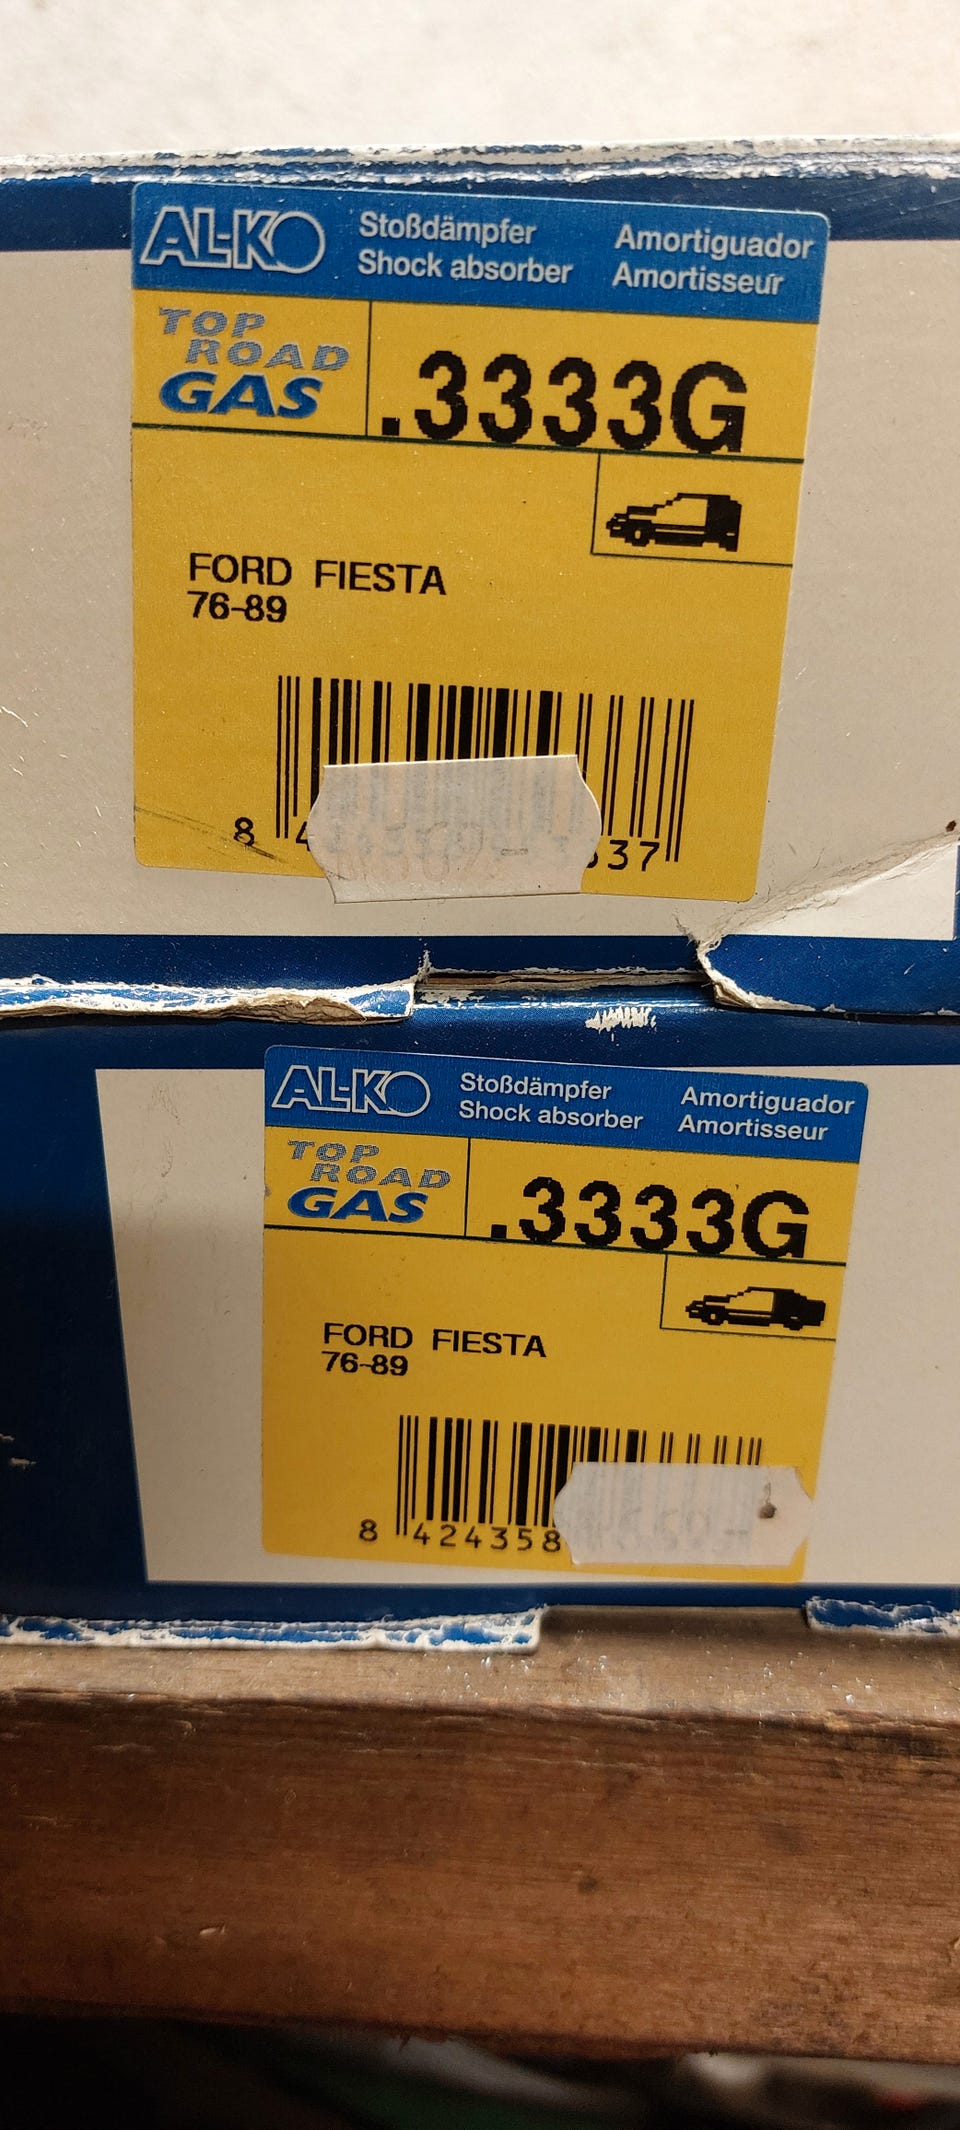 AL-KO
Stoßdämpfer
Shock absorber
Amortiguador
Amortisseur
TOP
ROAD
GAS
.3333G
FORD FIESTA
76-89
8
AL-KO
Stoßdämpfer
Shock absorber
Amortiguador
Amortisseur
TOP
ROAD
GAS
.3333G
FORD FIESTA
76-89
8 424358